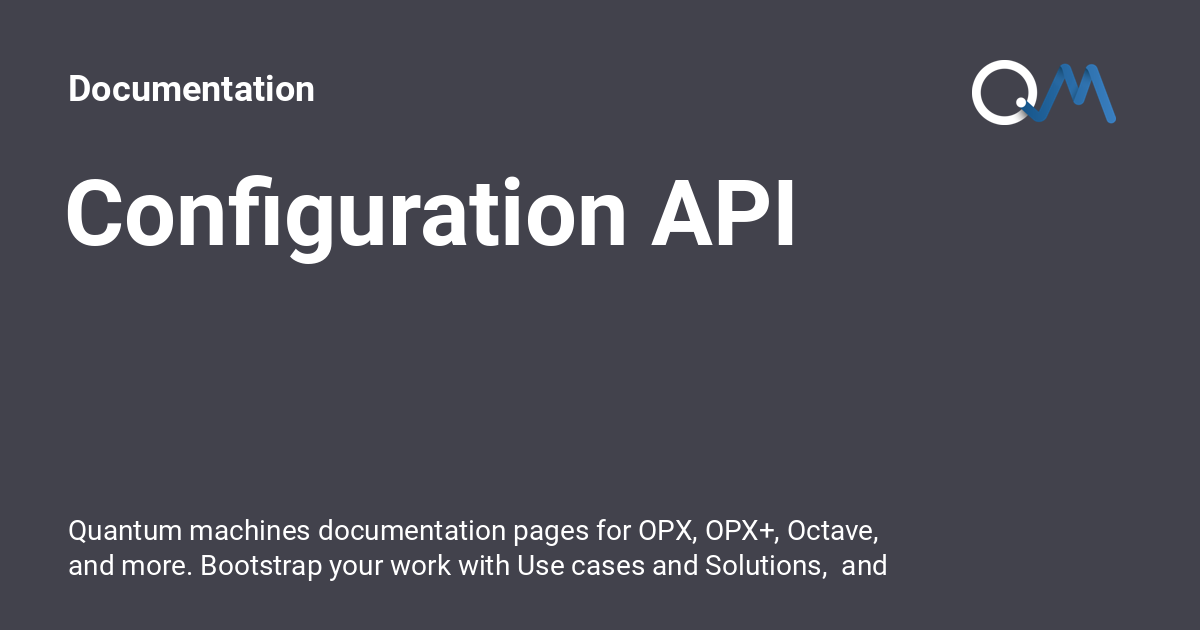 Documentation
QM
Configuration API
Quantum machines documentation pages for OPX, OPX+, Octave,
and more. Bootstrap your work with Use cases and Solutions,  and